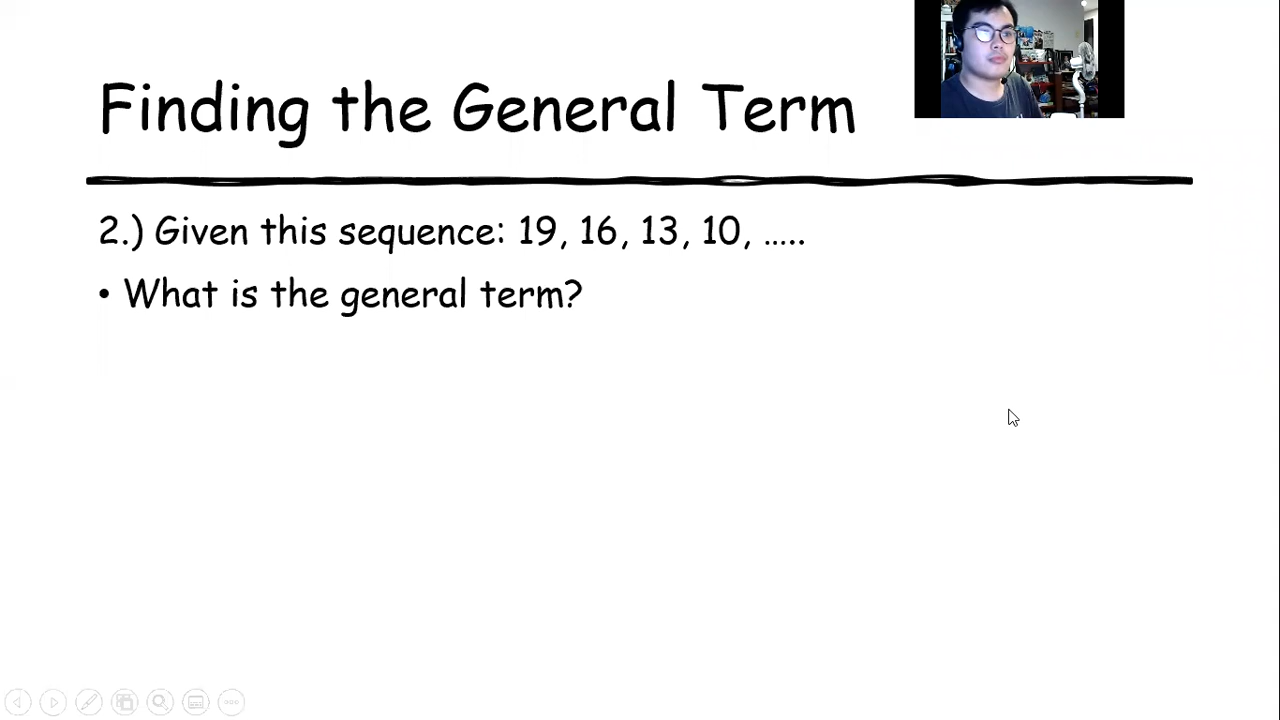 Finding the General Term
2.) Given this sequence: 19, 16, 13, 10, …..
• What is the general term?